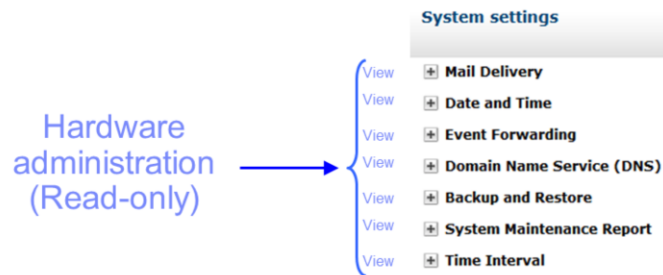 System settings
Hardware
administration
(Read-only)
View Mail Delivery
View Date and Time
View Event Forwarding
View Domain Name Service (DNS)
View Backup and Restore
View System Maintenance Report
View Time Interval